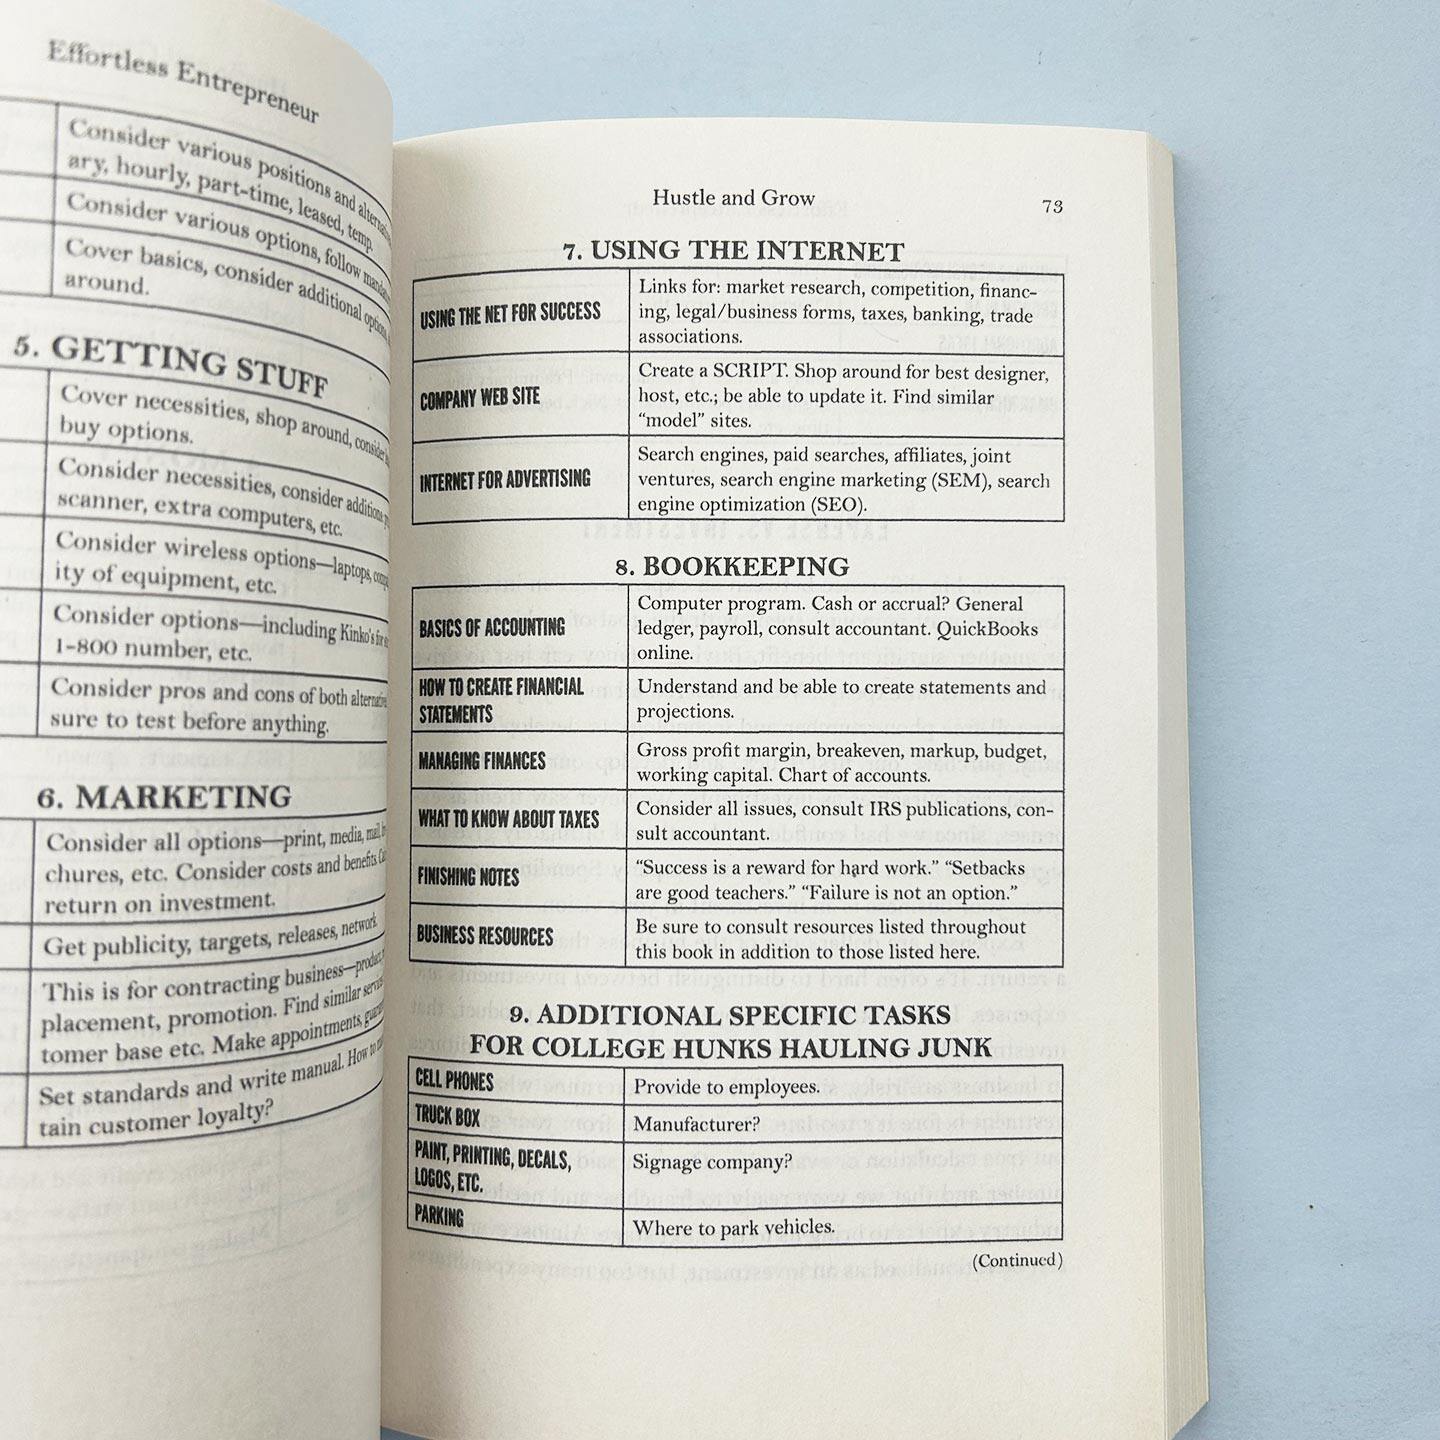 Effortless Entrepreneur
Consider various positions and
ary, hourly, part-time, leased, temp.
Consider various options, follow
Cover basics, consider additional
around.
5. GETTING STUFF
Cover necessities, shop around,
buy options.
Consider necessities, consider
scanner, extra computers, etc.
Consider wireless options—laptops,
ity of equipment, etc.
Consider options—including Kinko's for
1-800 number, etc.
Consider pros and cons of both
sure to test before anything.
6. MARKETING
Consider all options—print, media, mail,
chures, etc. Consider costs and benefits.
return on investment.
Get publicity, targets, releases, network
This is for contracting business—product,
placement, promotion. Find similar
tomer base etc. Make appointments,
Set standards and write manual. How to
tain customer loyalty?
Hustle and Grow
73
7. USING THE INTERNET
USING THE NET FOR SUCCESS
Links for: market research, competition, financ-
ing, legal/business forms, taxes, banking, trade
associations.
COMPANY WEB SITE
Create a SCRIPT. Shop around for best designer,
host, etc.; be able to update it. Find similar
“model” sites.
INTERNET FOR ADVERTISING
Search engines, paid searches, affiliates, joint
ventures, search engine marketing (SEM), search
engine optimization (SEO).
8. BOOKKEEPING
BASICS OF ACCOUNTING
Computer program. Cash or accrual? General
ledger, payroll, consult accountant. QuickBooks
online.
HOW TO CREATE FINANCIAL
STATEMENTS
Understand and be able to create statements and
projections.
MANAGING FINANCES
Gross profit margin, breakeven, markup, budget,
working capital. Chart of accounts.
WHAT TO KNOW ABOUT TAXES
Consider all issues, consult IRS publications, con-
sult accountant.
FINISHING NOTES
“Success is a reward for hard work.” “Setbacks
are good teachers.” “Failure is not an option.”
BUSINESS RESOURCES
Be sure to consult resources listed throughout
this book in addition to those listed here.
9. ADDITIONAL SPECIFIC TASKS
FOR COLLEGE HUNKS HAULING JUNK
CELL PHONES
Provide to employees.
TRUCK BOX
Manufacturer?
PAINT, PRINTING, DECALS,
LOGOS, ETC.
Signage company?
PARKING
Where to park vehicles.
(Continued)